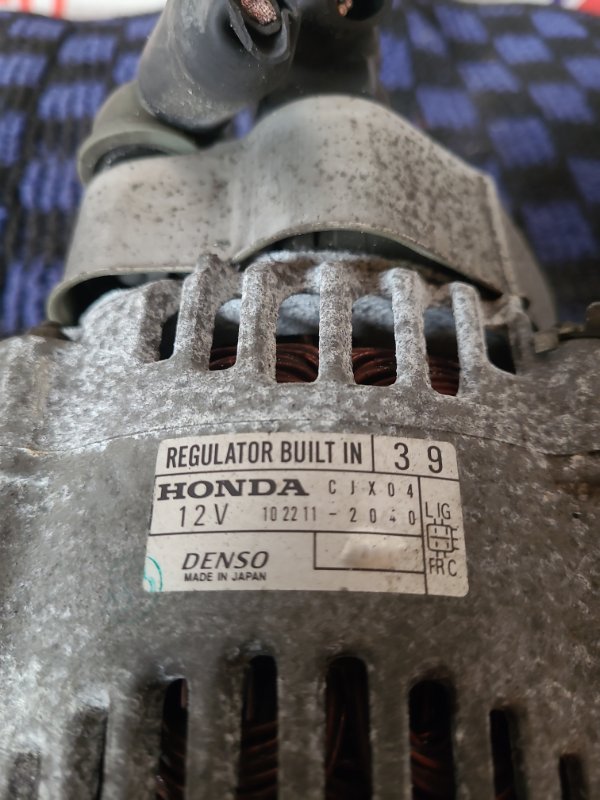 REGULATOR BUILT IN 39
HONDA CJX04
12V 102211-2040
L IG
FR C
DENSO
MADE IN JAPAN